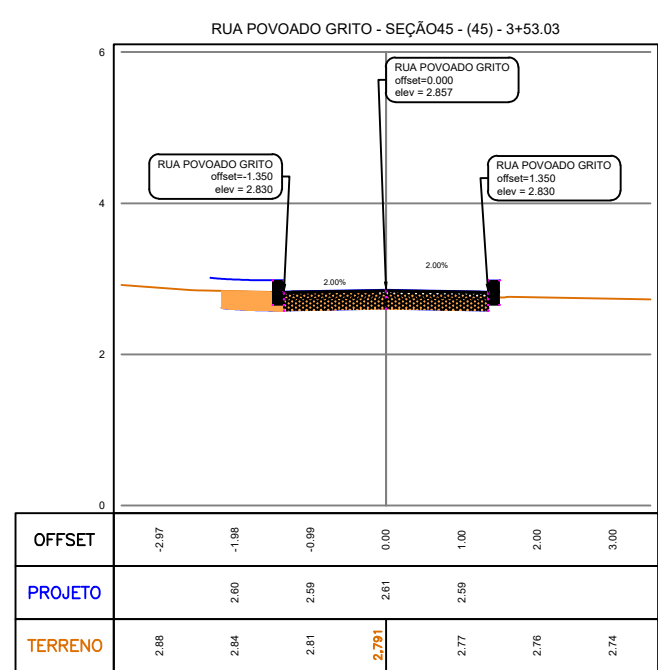 RUA POVOADO GRITO - SEÇÃO45 - (45) - 3+53.03
6
RUA POVOADO GRITO
offset=0.000
elev = 2.857
RUA POVOADO GRITO
offset=-1.350
elev = 2.830
RUA POVOADO GRITO
offset=1.350
elev = 2.830
4
2.00%
2.00%
2
0
OFFSET -2.97 -1.98 -0.99 0.00 1.00 2.00 3.00
PROJETO 2.60 2.59 2.61 2.59
TERRENO 2.88 2.84 2.81 2,791 2.77 2.76 2.74